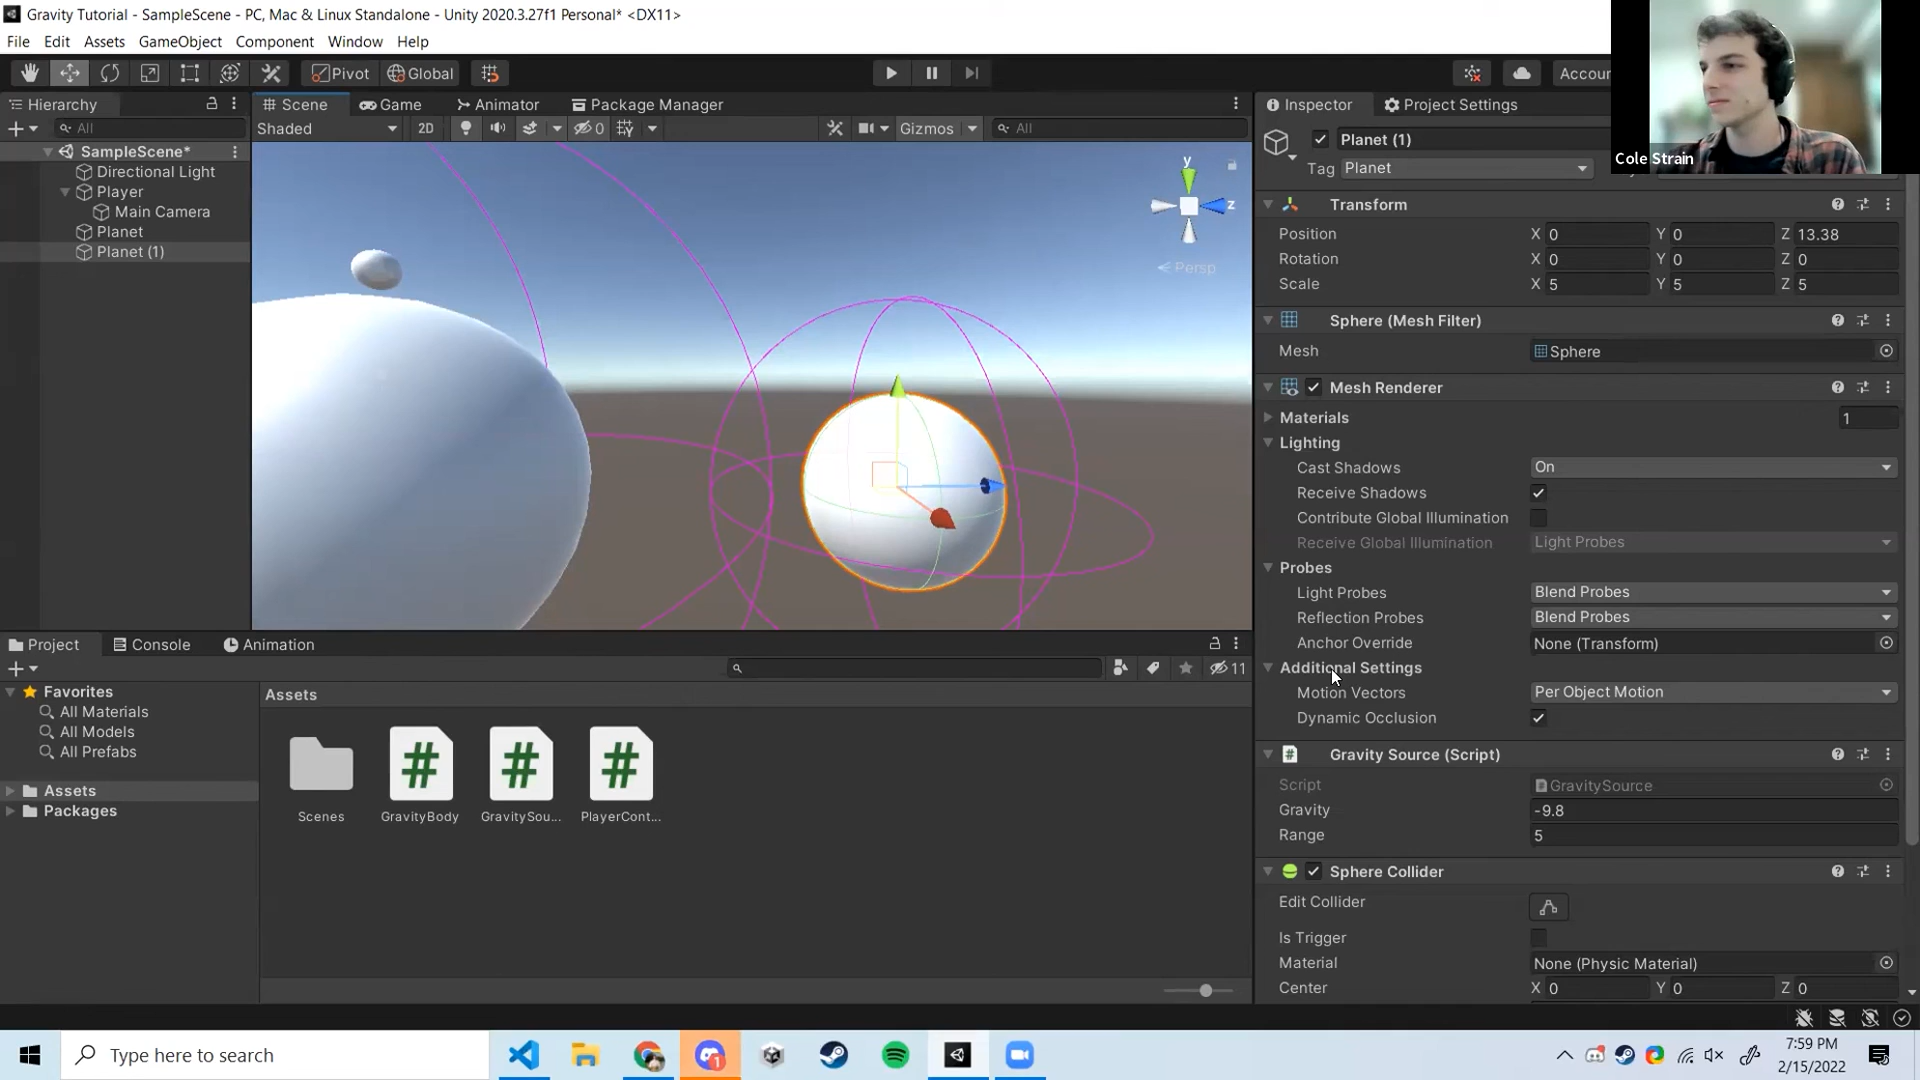 Gravity Tutorial - SampleScene - PC, Mac & Linux Standalone - Unity 2020.3.27f1 Personal* <DX11>
File Edit Assets GameObject Component Window Help
Pivot Global
Accour
Hierarchy
All
SampleScene*
Directional Light
Player
Main Camera
Planet
Planet (1)
Scene Game Animator Package Manager
Shaded 2D 0 Gizmos All
y
z
Persp
Inspector Project Settings
Cole Strain
Planet (1)
Tag Planet
Transform
Position X 0 Y 0 Z 13.38
Rotation X 0 Y 0 Z 0
Scale X 5 Y 5 Z 5
Sphere (Mesh Filter)
Mesh Sphere
Mesh Renderer
Materials 1
Lighting
Cast Shadows On
Receive Shadows
Contribute Global Illumination
Receive Global Illumination Light Probes
Probes
Light Probes Blend Probes
Reflection Probes Blend Probes
Anchor Override None (Transform)
Additional Settings
Motion Vectors Per Object Motion
Dynamic Occlusion
Gravity Source (Script)
Script GravitySource
Gravity -9.8
Range 5
Sphere Collider
Edit Collider
Is Trigger
Material None (Physic Material)
Center X 0 Y 0 Z 0
Project Console Animation
11
Favorites
All Materials
All Models
All Prefabs
Assets
Packages
Assets
Scenes GravityBody GravitySou... PlayerCont...
Type here to search
1
7:59 PM
2/15/2022